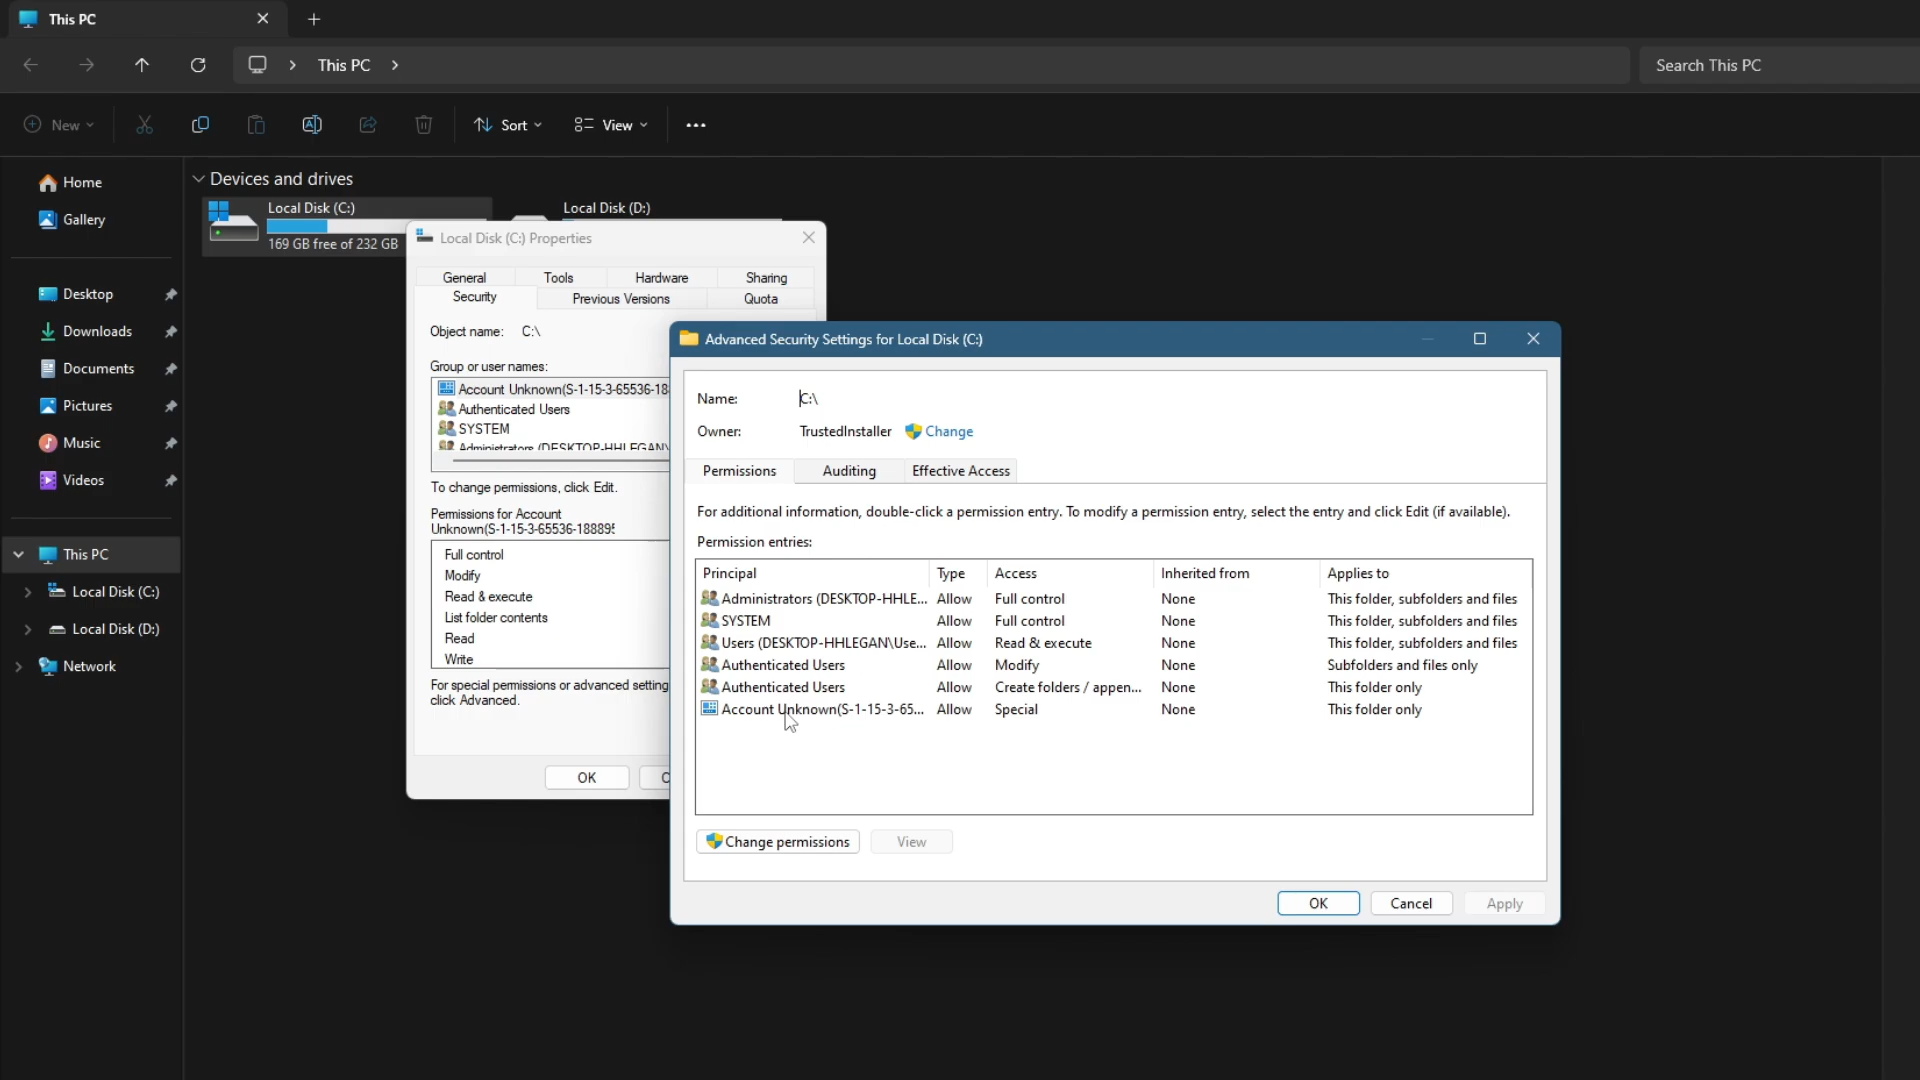 This PC
This PC
Search This PC
New
Sort
View
Home
Gallery
Desktop
Downloads
Documents
Pictures
Music
Videos
This PC
Local Disk (C:)
Local Disk (D:)
Network
Devices and drives
Local Disk (C:)
169 GB free of 232 GB
Local Disk (D:)
Local Disk (C:) Properties
General Tools Hardware Sharing
Security Previous Versions Quota
Object name: C:\
Group or user names:
Account Unknown(S-1-15-3-65536-18
Authenticated Users
SYSTEM
Administrators (DESKTOP-HHLEGAN\
To change permissions, click Edit.
Permissions for Account
Unknown(S-1-15-3-65536-18889
Full control
Modify
Read & execute
List folder contents
Read
Write
For special permissions or advanced setting
click Advanced.
OK C
Advanced Security Settings for Local Disk (C:)
Name: C:\
Owner: TrustedInstaller Change
Permissions Auditing Effective Access
For additional information, double-click a permission entry. To modify a permission entry, select the entry and click Edit (if available).
Permission entries:
Principal Type Access Inherited from Applies to
Administrators (DESKTOP-HHLE... Allow Full control None This folder, subfolders and files
SYSTEM Allow Full control None This folder, subfolders and files
Users (DESKTOP-HHLEGAN\Use... Allow Read & execute None This folder, subfolders and files
Authenticated Users Allow Modify None Subfolders and files only
Authenticated Users Allow Create folders / appen... None This folder only
Account Unknown(S-1-15-3-65... Allow Special None This folder only
Change permissions View
OK Cancel Apply